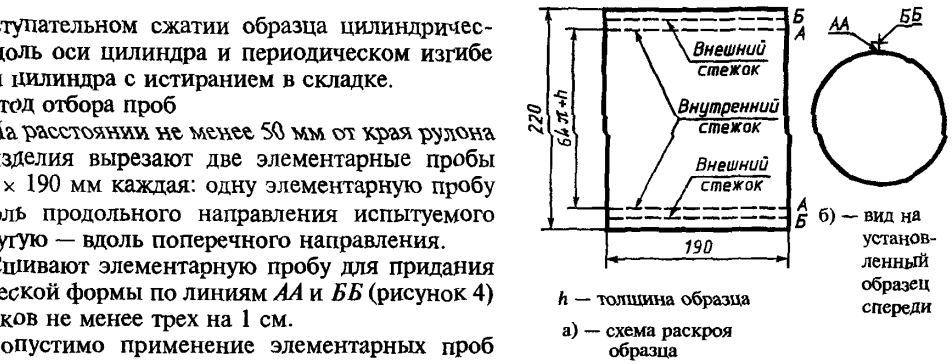 ступательном сжатии образца цилиндричес-
доль оси цилиндра и периодическом изгибе
и цилиндра с истиранием в складке.
тод отбора проб
На расстоянии не менее 50 мм от края рулона
изделия вырезают две элементарные пробы
× 190 мм каждая: одну элементарную пробу
оль продольного направления испытуемого
угую — вдоль поперечного направления.
Сшивают элементарную пробу для придания
еской формы по линиям АА и ББ (рисунок 4)
ков не менее трех на 1 см.
опустимо применение элементарных проб
Б
А
Внешний
стежок
220
64π+h
Внутренний
стежок
Внешний
стежок
А
Б
190
h — толщина образца
а) — схема раскроя
образца
АА
ББ
б) — вид на
установ-
ленный
образец
спереди